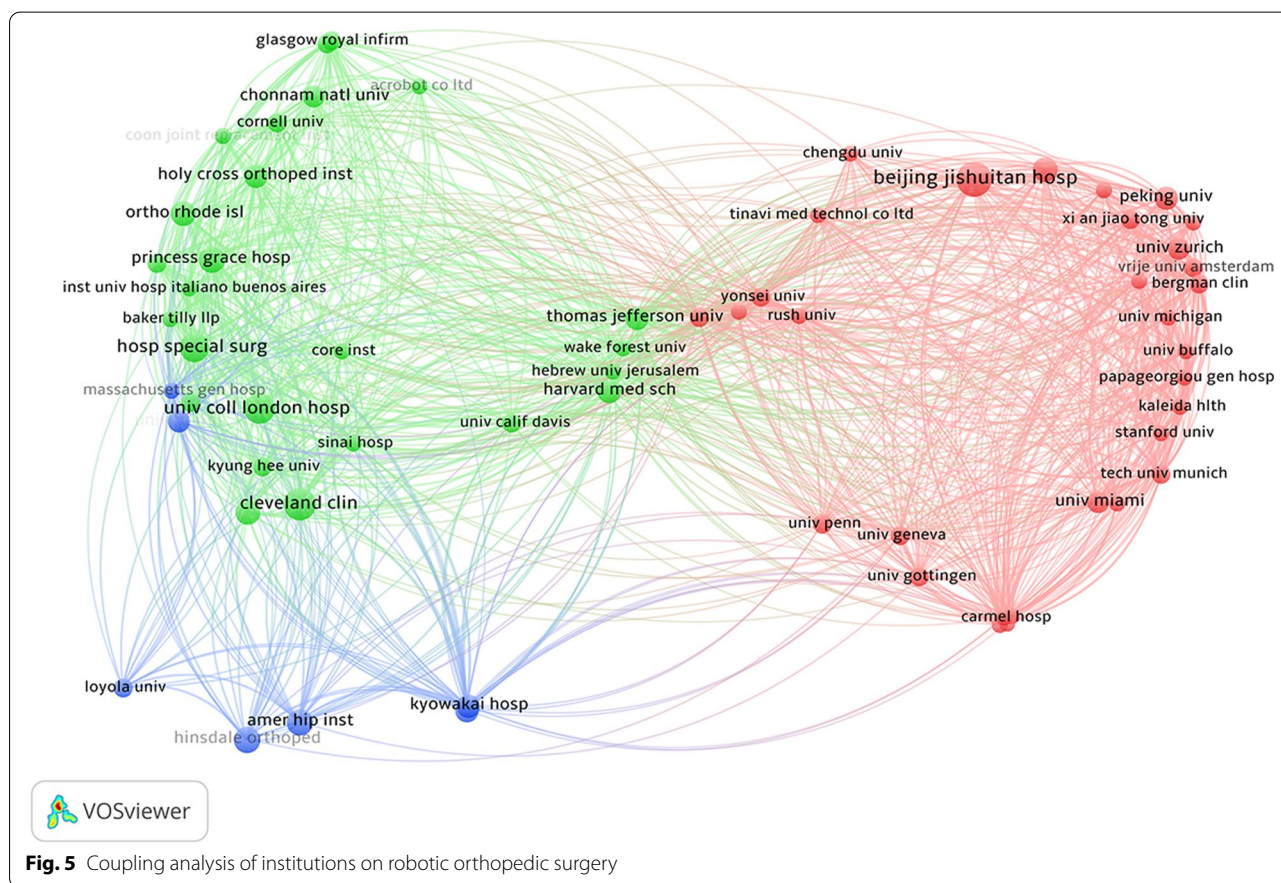 glasgow royal infirm
acrobot co ltd
chonnam natl univ
cornell univ
coon joint replacement inst
holy cross orthoped inst
ortho rhode isl
princess grace hosp
inst univ hosp italiano buenos aires
baker tilly llp
hosp special surg
core inst
massachusetts gen hosp
univ coll london hosp
sinai hosp
kyung hee univ
cleveland clin
thomas jefferson univ
wake forest univ
hebrew univ jerusalem
harvard med sch
univ calif davis
yonsei univ
rush univ
chengdu univ
beijing jishuitan hosp
tinavi med technol co ltd
peking univ
xi an jiao tong univ
univ zurich
vrije univ amsterdam
bergman clin
univ michigan
univ buffalo
papageorgiou gen hosp
kaleida hlth
stanford univ
tech univ munich
univ miami
univ penn
univ geneva
univ gottingen
carmel hosp
loyola univ
amer hip inst
hinsdale orthoped
kyowakai hosp
VOSviewer
Fig. 5 Coupling analysis of institutions on robotic orthopedic surgery